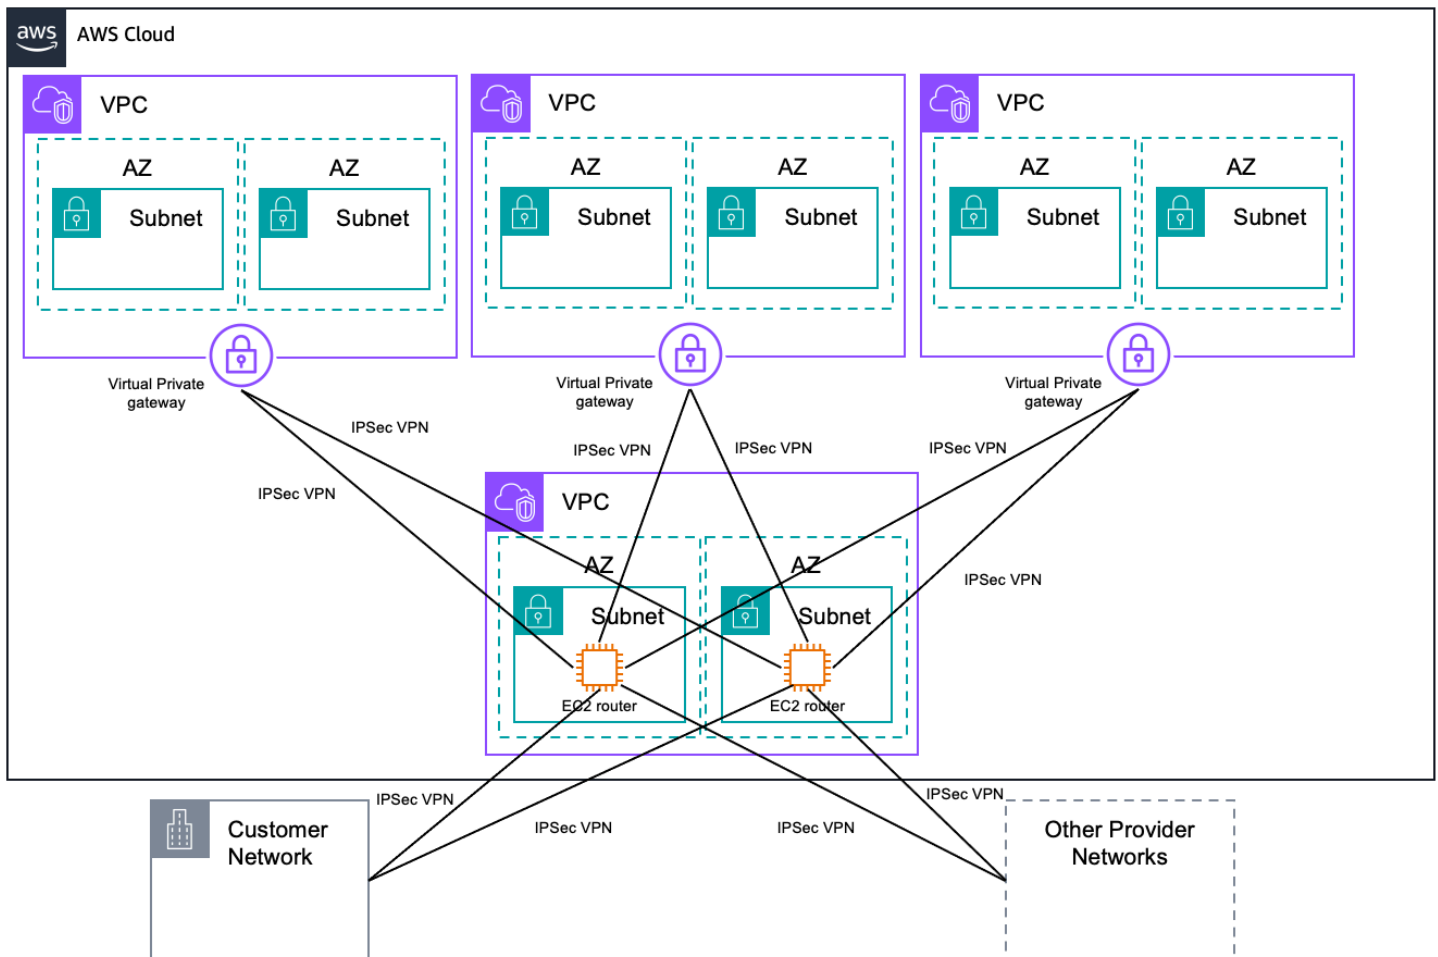 aws
AWS Cloud
VPC
VPC
VPC
AZ
AZ
AZ
AZ
AZ
AZ
Subnet
Subnet
Subnet
Subnet
Subnet
Subnet
Virtual Private
gateway
Virtual Private
gateway
Virtual Private
gateway
IPSec VPN
IPSec VPN
IPSec VPN
IPSec VPN
IPSec VPN
VPC
AZ
AZ
IPSec VPN
Subnet
Subnet
EC2 router
EC2 router
IPSec VPN
IPSec VPN
IPSec VPN
IPSec VPN
Customer
Network
Other Provider
Networks